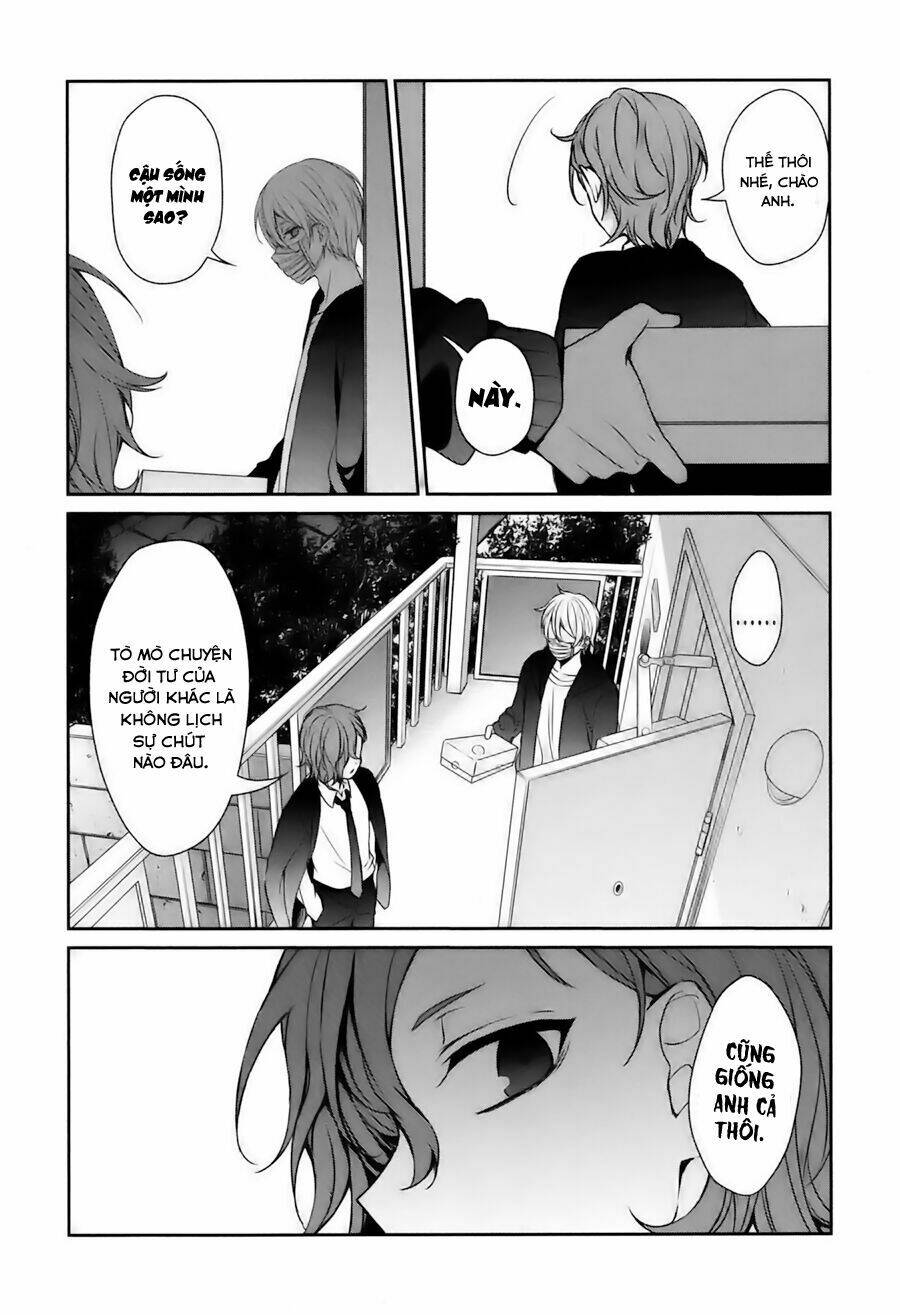 THẾ THÔI
NHÉ, CHÀO
ANH.
NÀY.
CẬU SỐNG
MỘT MÌNH
SAO?
......
TÒ MÒ CHUYỆN
ĐỜI TƯ CỦA
NGƯỜI KHÁC LÀ
KHÔNG LỊCH
SỰ CHÚT
NÀO ĐÂU.
CŨNG
GIỐNG
ANH CẢ
THÔI.